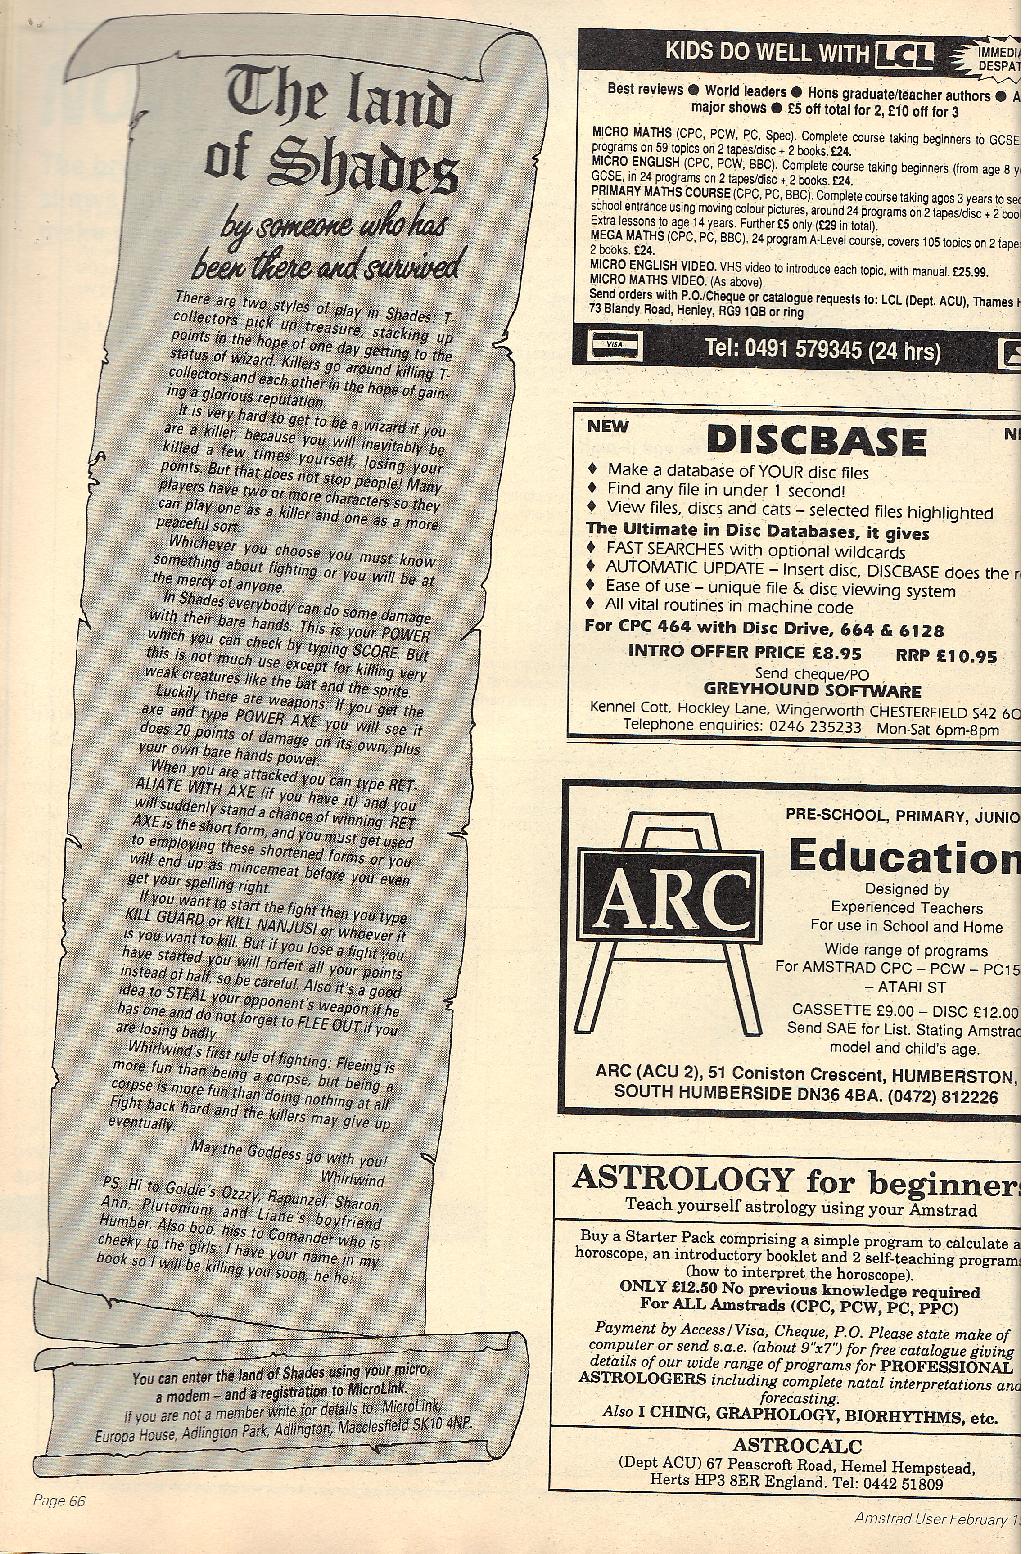 The land
of Shades
by someone who has
been there and survived
There are two styles of play in Shades. T.
collectors pick up treasure, stacking up
points in the hope of one day getting to the
status of wizard. Killers go around killing T-
collectors and each other in the hope of gain-
ing a glorious reputation.
It is very hard to get to be a wizard if you
are a killer, because you will inevitably be
killed a few times yourself, losing your
points. But that does not stop people! Many
players have two or more characters so they
can play one as a killer and one as a more
peaceful sort.
Whichever you choose you must know
something about fighting or you will be at
the mercy of anyone.
In Shades everybody can do some damage
with their bare hands. This is your POWER
which you can check by typing SCORE. But
this is not much use except for killing very
weak creatures like the bat and the sprite.
Luckily there are weapons. If you get the
axe and type POWER AXE you will see it
does 20 points of damage on its own, plus
your own bare hands power.
When you are attacked you can type RET-
ALIATE WITH AXE (if you have it) and you
will suddenly stand a chance of winning. RET
AXE is the short form, and you must get used
to employing these shortened forms or you
will end up as mincemeat before you even
get your spelling right.
If you want to start the fight then you type
KILL GUARD or KILL NANJUSI or whoever it
is you want to kill. But if you lose a fight you
have started you will forfeit all your points
instead of half, so be careful. Also it's a good
idea to STEAL your opponent's weapon if he
has one and do not forget to FLEE OUT if you
are losing badly.
Whirlwind's first rule of fighting: Fleeing is
more fun than being a corpse, but being a
corpse is more fun than doing nothing at all.
Fight back hard and the killers may give up
eventually.
May the Goddess go with you!
Whirlwind
PS: Hi to Goldie's Ozzzy, Rapunzel, Sharon,
Ann, Plutonium and Liane's boyfriend
Humber. Also boo, hiss to Comander who is
cheeky to the girls. I have your name in my
book so I will be killing you soon, he he!
You can enter the land of Shades using your micro,
a modem – and a registration to MicroLink.
If you are not a member write for details to: MicroLink,
Europa House, Adlington Park, Adlington, Macclesfield SK10 4NP.
Page 66
KIDS DO WELL WITH LCL
IMMEDIA
DESPAT
Best reviews ● World leaders ● Hons graduate/teacher authors ● A
major shows ● £5 off total for 2, £10 off for 3
MICRO MATHS (CPC, PCW, PC, Spec). Complete course taking beginners to GCSE
programs on 59 topics on 2 tapes/disc + 2 books. £24.
MICRO ENGLISH (CPC, PCW, BBC). Complete course taking beginners (from age 8 y
GCSE, in 24 programs on 2 tapes/disc + 2 books. £24.
PRIMARY MATHS COURSE (CPC, PC, BBC). Complete course taking ages 3 years to sec
school entrance using moving colour pictures, around 24 programs on 2 tapes/disc + 2 boo
Extra lessons to age 14 years. Further £5 only (£29 in total).
MEGA MATHS (CPC, PC, BBC). 24 program A-Level course, covers 105 topics on 2 tape
2 books. £24.
MICRO ENGLISH VIDEO. VHS video to introduce each topic, with manual. £25.99.
MICRO MATHS VIDEO. (As above)
Send orders with P.O./Cheque or catalogue requests to: LCL (Dept. ACU), Thames H
73 Blandy Road, Henley, RG9 1QB or ring
VISA
Tel: 0491 579345 (24 hrs)
NEW
DISCBASE
♦ Make a database of YOUR disc files
♦ Find any file in under 1 second!
♦ View files, discs and cats – selected files highlighted
The Ultimate in Disc Databases, it gives
♦ FAST SEARCHES with optional wildcards
♦ AUTOMATIC UPDATE – Insert disc, DISCBASE does the r
♦ Ease of use – unique file & disc viewing system
♦ All vital routines in machine code
For CPC 464 with Disc Drive, 664 & 6128
INTRO OFFER PRICE £8.95 RRP £10.95
Send cheque/PO
GREYHOUND SOFTWARE
Kennel Cott, Hockley Lane, Wingerworth CHESTERFIELD S42 6Q
Telephone enquiries: 0246 235233 Mon-Sat 6pm-8pm
ARC
PRE-SCHOOL, PRIMARY, JUNIO
Education
Designed by
Experienced Teachers
For use in School and Home
Wide range of programs
For AMSTRAD CPC – PCW – PC15
– ATARI ST
CASSETTE £9.00 – DISC £12.00
Send SAE for List. Stating Amstrad
model and child's age.
ARC (ACU 2), 51 Coniston Crescent, HUMBERSTON,
SOUTH HUMBERSIDE DN36 4BA. (0472) 812226
ASTROLOGY for beginners
Teach yourself astrology using your Amstrad
Buy a Starter Pack comprising a simple program to calculate a
horoscope, an introductory booklet and 2 self-teaching programs
(how to interpret the horoscope).
ONLY £12.50 No previous knowledge required
For ALL Amstrads (CPC, PCW, PC, PPC)
Payment by Access/Visa, Cheque, P.O. Please state make of
computer or send s.a.e. (about 9"x7") for free catalogue giving
details of our wide range of programs for PROFESSIONAL
ASTROLOGERS including complete natal interpretations and
forecasting.
Also I CHING, GRAPHOLOGY, BIORHYTHMS, etc.
ASTROCALC
(Dept ACU) 67 Peascroft Road, Hemel Hempstead,
Herts HP3 8ER England. Tel: 0442 51809
Amstrad User February 1